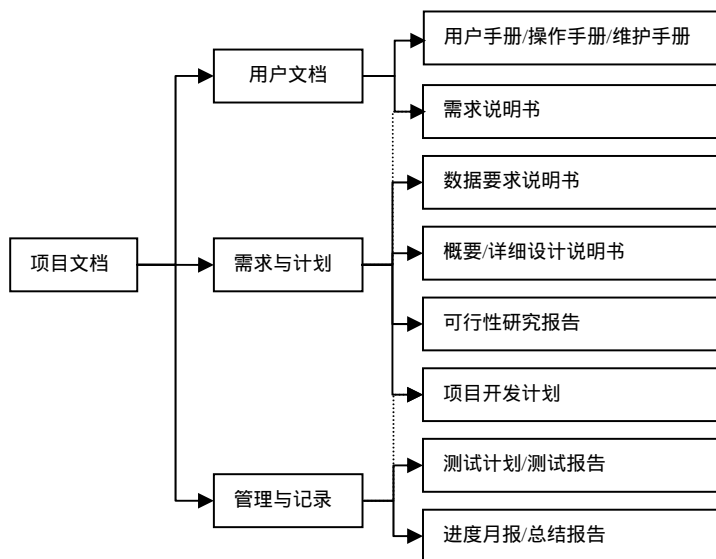 用户手册/操作手册/维护手册
用户文档
需求说明书
数据要求说明书
项目文档
需求与计划
概要/详细设计说明书
可行性研究报告
项目开发计划
测试计划/测试报告
管理与记录
进度月报/总结报告